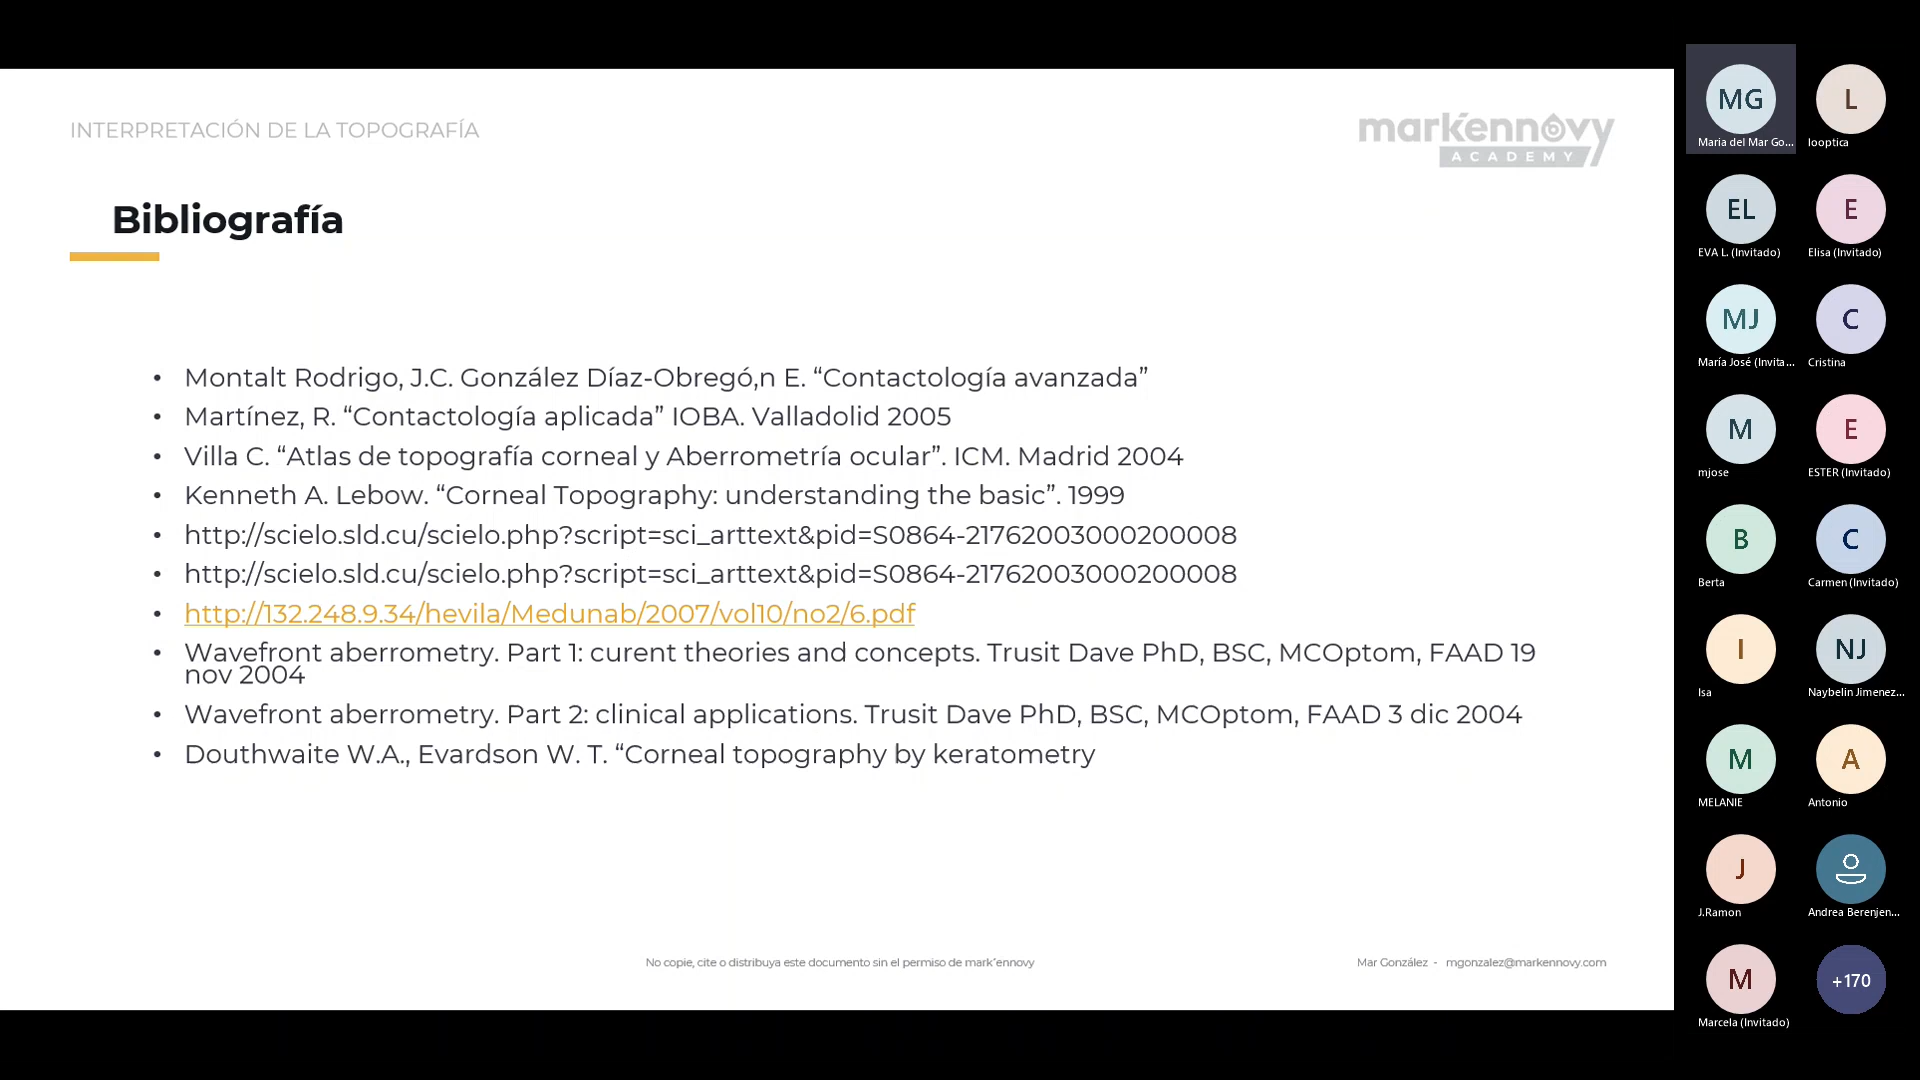 INTERPRETACIÓN DE LA TOPOGRAFÍA
mark'ennovy
ACADEMY
Bibliografía
• Montalt Rodrigo, J.C. González Díaz-Obregó,n E. “Contactología avanzada”
• Martínez, R. “Contactología aplicada” IOBA. Valladolid 2005
• Villa C. “Atlas de topografía corneal y Aberrometría ocular”. ICM. Madrid 2004
• Kenneth A. Lebow. “Corneal Topography: understanding the basic”. 1999
• http://scielo.sld.cu/scielo.php?script=sci_arttext&pid=S0864-21762003000200008
• http://scielo.sld.cu/scielo.php?script=sci_arttext&pid=S0864-21762003000200008
• http://132.248.9.34/hevila/Medunab/2007/vol10/no2/6.pdf
• Wavefront aberrometry. Part 1: curent theories and concepts. Trusit Dave PhD, BSC, MCOptom, FAAD 19
nov 2004
• Wavefront aberrometry. Part 2: clinical applications. Trusit Dave PhD, BSC, MCOptom, FAAD 3 dic 2004
• Douthwaite W.A., Evardson W. T. “Corneal topography by keratometry
No copie, cite o distribuya este documento sin el permiso de mark'ennovy
Mar González - mgonzalez@markennovy.com
MG
Maria del Mar Go...
L
looptica
EL
EVA L. (Invitado)
E
Elisa (Invitado)
MJ
María José (Invita...
C
Cristina
M
mjose
E
ESTER (Invitado)
B
Berta
C
Carmen (Invitado)
I
Isa
NJ
Naybelin Jimenez...
M
MELANIE
A
Antonio
J
J.Ramon
Andrea Berenjen...
M
Marcela (Invitado)
+170